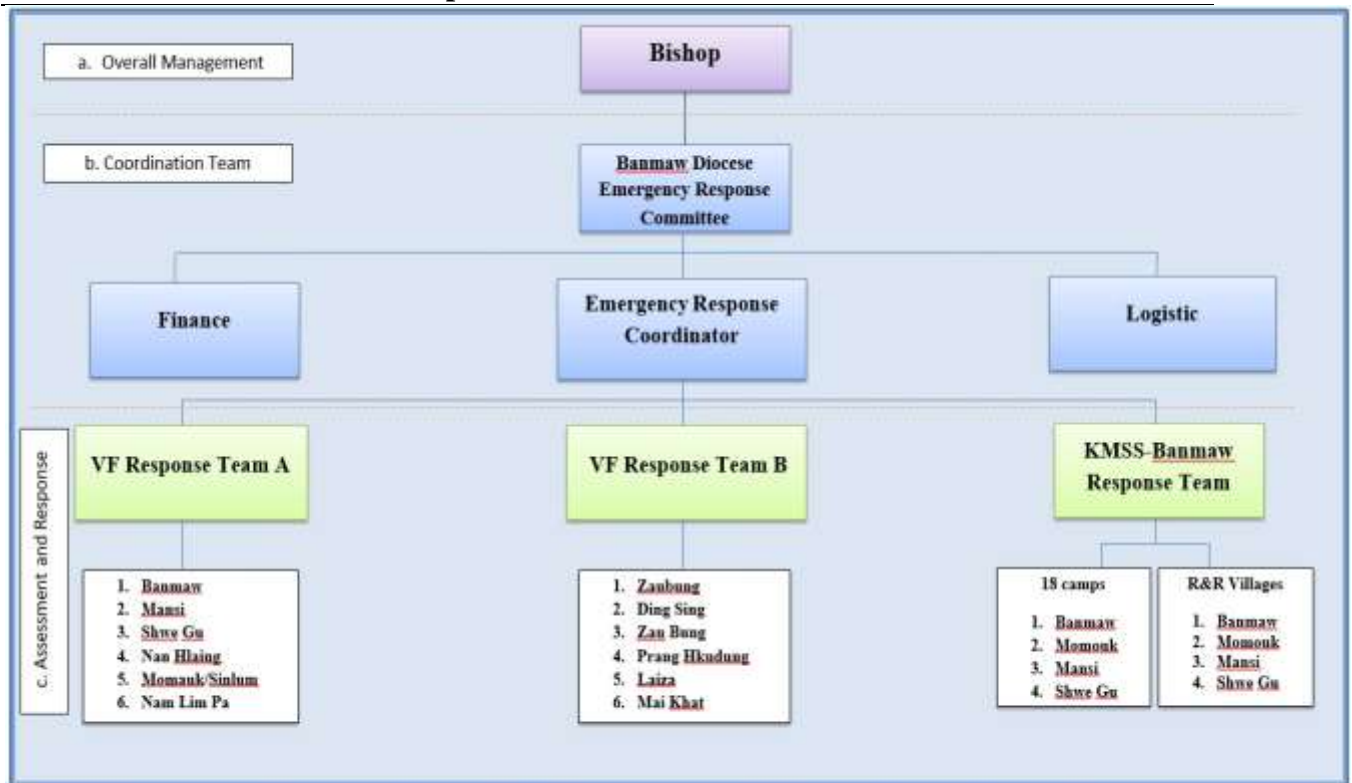 a. Overall Management
Bishop
b. Coordination Team
Banmaw Diocese
Emergency Response
Committee
Finance
Emergency Response
Coordinator
Logistic
c. Assessment and Response
VF Response Team A
VF Response Team B
KMSS-Banmaw
Response Team
1. Banmaw
2. Mansi
3. Shwe Gu
4. Nan Hlaing
5. Momauk/Sinlum
6. Nam Lim Pa
1. Zaubung
2. Ding Sing
3. Zau Bung
4. Prang Hkudung
5. Laiza
6. Mai Khat
18 camps
1. Banmaw
2. Momouk
3. Mansi
4. Shwe Gu
R&R Villages
1. Banmaw
2. Momouk
3. Mansi
4. Shwe Gu